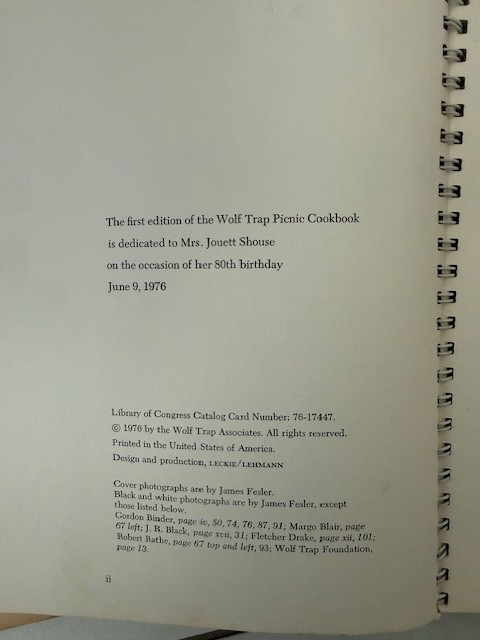 The first edition of the Wolf Trap Picnic Cookbook
is dedicated to Mrs. Jouett Shouse
on the occasion of her 80th birthday
June 9, 1976
Library of Congress Catalog Card Number: 76-17447.
© 1976 by the Wolf Trap Associates. All rights reserved.
Printed in the United States of America.
Design and production, LECKIE/LEHMANN
Cover photographs are by James Fesler.
Black and white photographs are by James Fesler, except
those listed below.
Gordon Binder, page iv, 50, 74, 76, 87, 91; Margo Blair, page
67 left; J. R. Black, page xvii, 31; Fletcher Drake, page xii, 101;
Robert Rathe, page 67 top and left, 93; Wolf Trap Foundation,
page 13.
ii